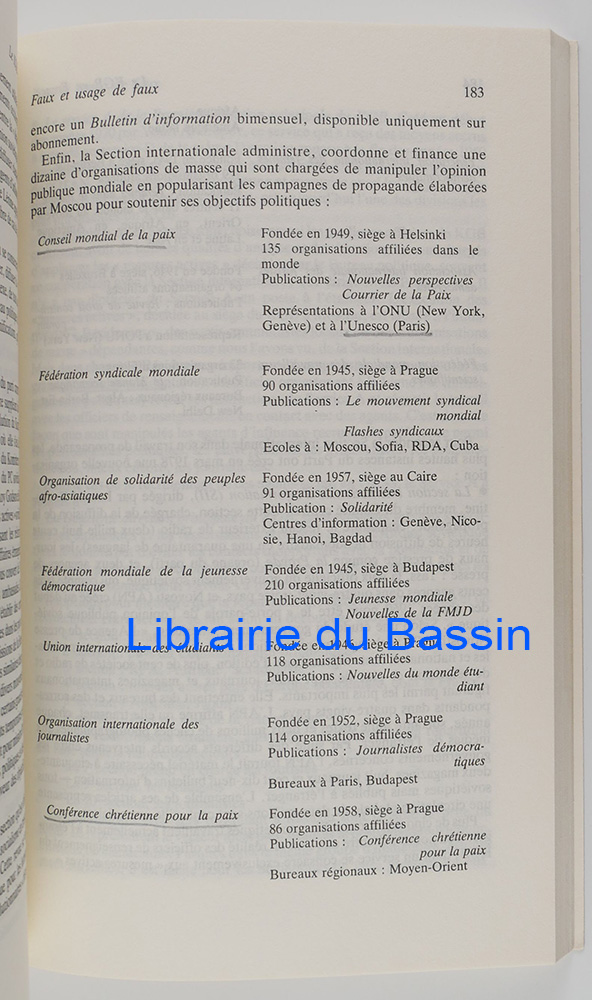 Faux et usage de faux 183
encore un Bulletin d'information bimensuel, disponible uniquement sur
abonnement.
Enfin, la Section internationale administre, coordonne et finance une
dizaine d'organisations de masse qui sont chargées de manipuler l'opinion
publique mondiale en popularisant les campagnes de propagande élaborées
par Moscou pour soutenir ses objectifs politiques :
Conseil mondial de la paix
Fondée en 1949, siège à Helsinki
135 organisations affiliées dans le
monde
Publications : Nouvelles perspectives
Courrier de la Paix
Représentations à l'ONU (New York,
Genève) et à l'Unesco (Paris)
Fédération syndicale mondiale
Fondée en 1945, siège à Prague
90 organisations affiliées
Publications : Le mouvement syndical
mondial
Flashes syndicaux
Ecoles à : Moscou, Sofia, RDA, Cuba
Organisation de solidarité des peuples
afro-asiatiques
Fondée en 1957, siège au Caire
91 organisations affiliées
Publication : Solidarité
Centres d'information : Genève, Nico-
sie, Hanoi, Bagdad
Fédération mondiale de la jeunesse
démocratique
Fondée en 1945, siège à Budapest
210 organisations affiliées
Publications : Jeunesse mondiale
Nouvelles de la FMJD
Librairie du Bassin
Union internationale des étudiants
Fondée en siège à Prague
118 organisations affiliées
Publications : Nouvelles du monde étu-
diant
Organisation internationale des
journalistes
Fondée en 1952, siège à Prague
114 organisations affiliées
Publications : Journalistes démocra-
tiques
Bureaux à Paris, Budapest
Conférence chrétienne pour la paix
Fondée en 1958, siège à Prague
86 organisations affiliées
Publications : Conférence chrétienne
pour la paix
Bureaux régionaux : Moyen-Orient